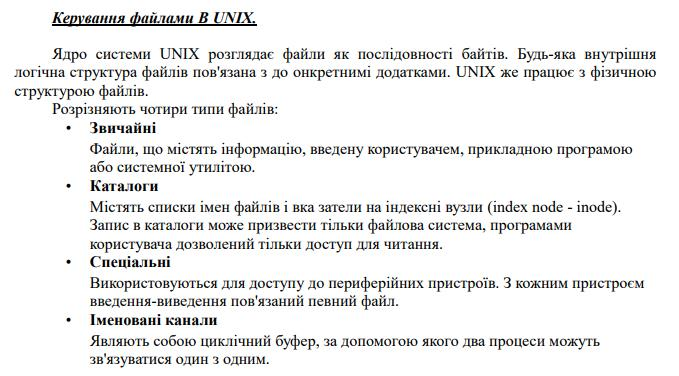 Керування файлами В UNIX.
Ядро системи UNIX розглядає файли як послідовності байтів. Будь-яка внутрішня
логічна структура файлів пов'язана з до онкретнимі додатками. UNIX же працює з фізичною
структурою файлів.
Розрізняють чотири типи файлів:
• Звичайні
Файли, що містять інформацію, введену користувачем, прикладною програмою
або системної утилітою.
• Каталоги
Містять списки імен файлів і вка затели на індексні вузли (index node - inode).
Запис в каталоги може призвести тільки файлова система, програмами
користувача дозволений тільки доступ для читання.
• Спеціальні
Використовуються для доступу до периферійних пристроїв. З кожним пристроєм
введення-виведення пов'язаний певний файл.
• Іменовані канали
Являють собою циклічний буфер, за допомогою якого два процеси можуть
зв'язуватися один з одним.